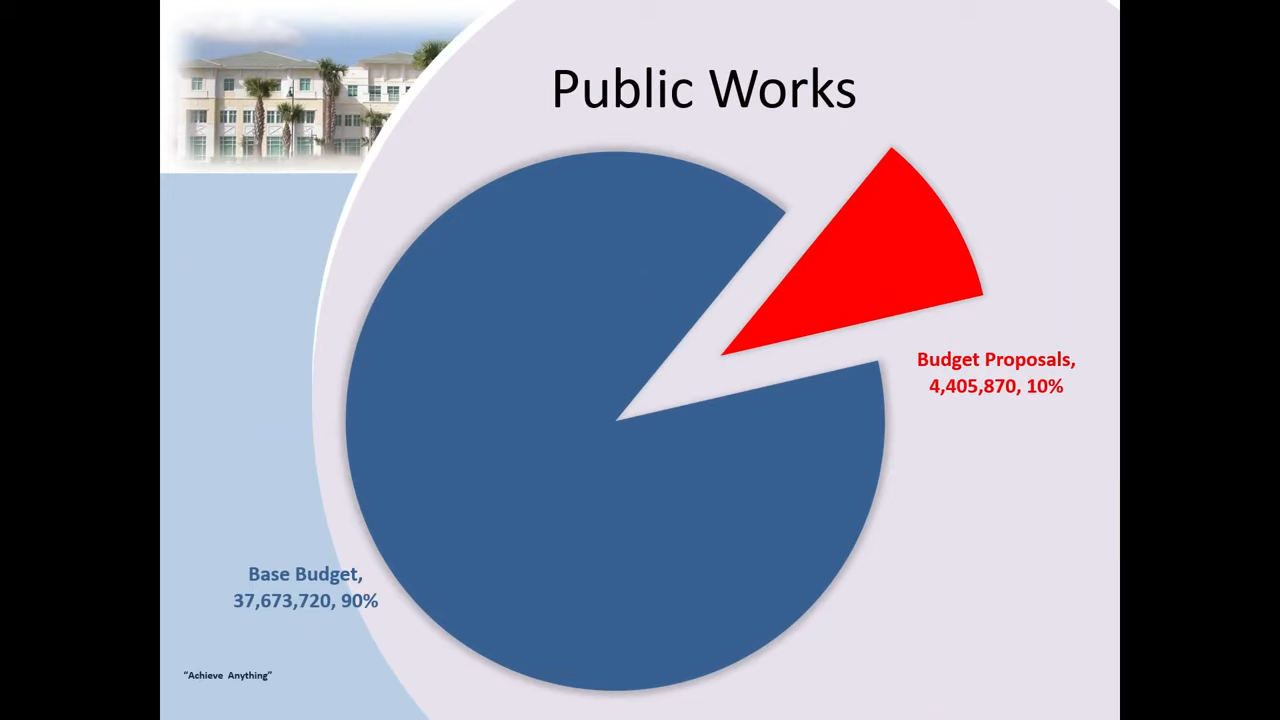 Public Works
Budget Proposals,
4,405,870, 10%
Base Budget,
37,673,720, 90%
“Achieve Anything”